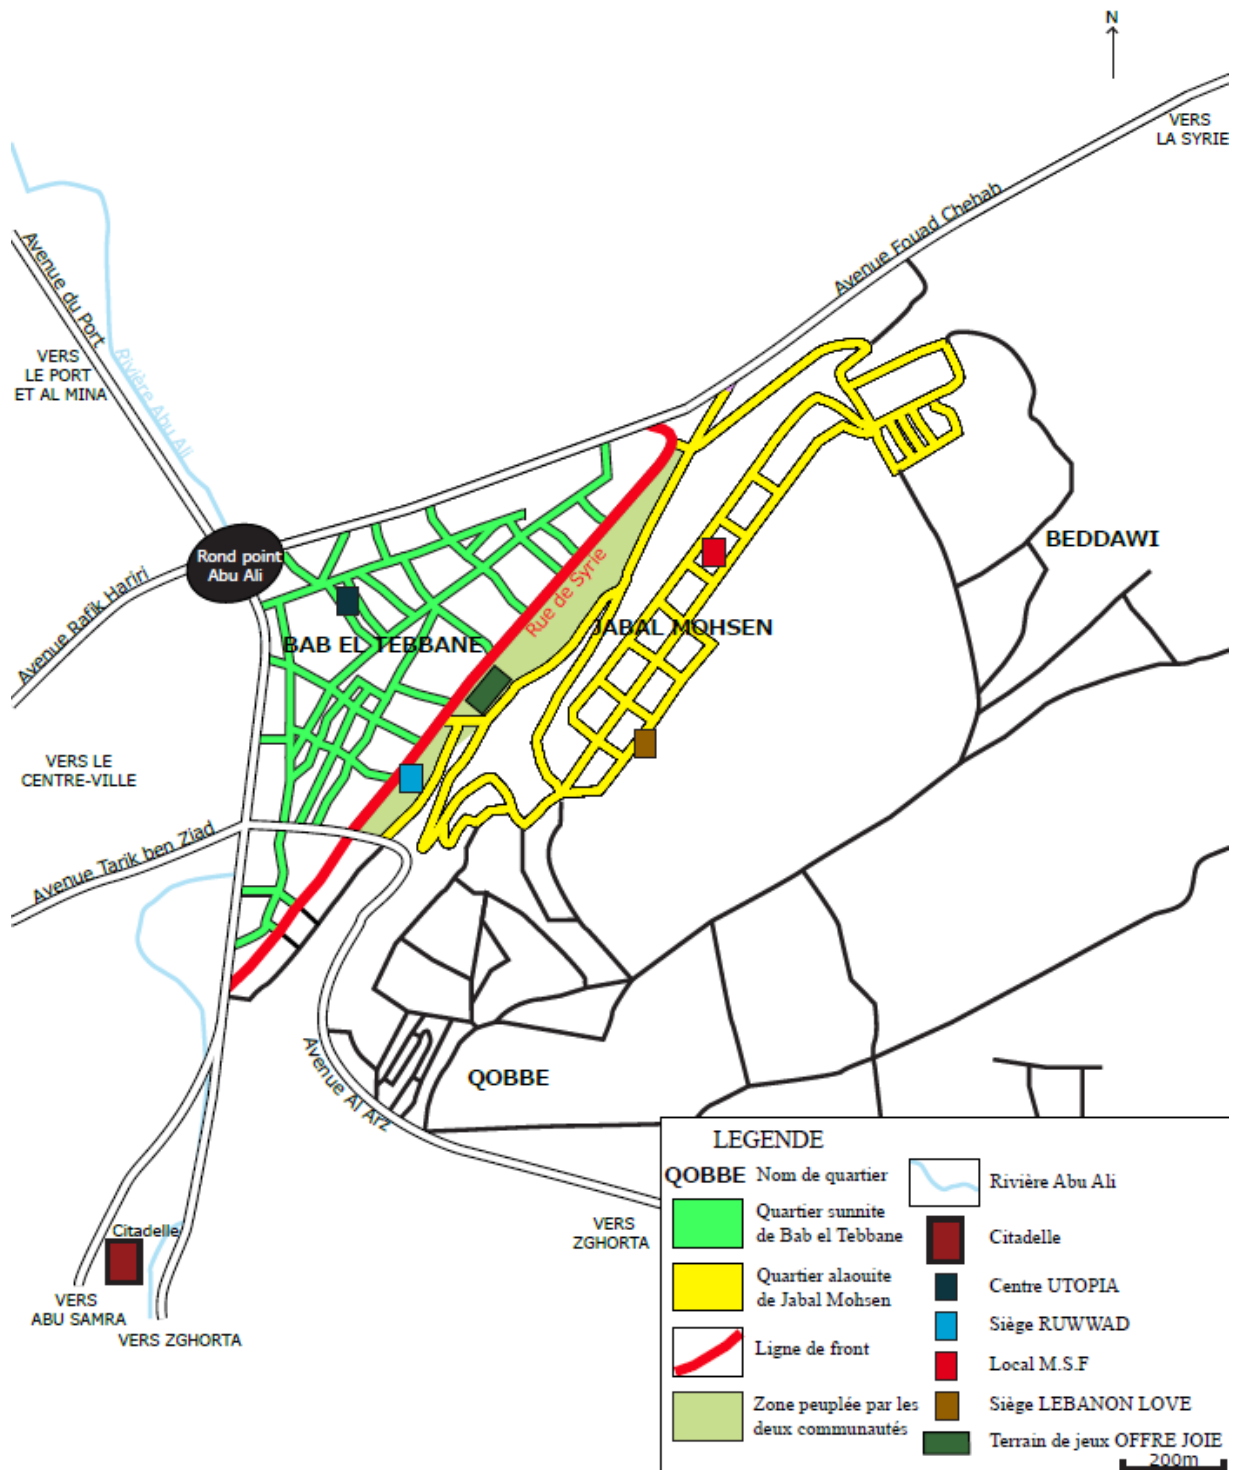 N
VERS
LA SYRIE
Avenue Fouad Chehab
Avenue du Port
VERS
LE PORT
ET AL MINA
Rivière Abu Ali
Rond point
Abu Ali
Avenue Rafik Hariri
BEDDAWI
Rue de Syrie
JABAL MOHSEN
BAB EL TEBBANE
VERS LE
CENTRE-VILLE
Avenue Tarik ben Ziad
Avenue Al Arz
QOBBE
Citadelle
VERS
ABU SAMRA
VERS ZGHORTA
VERS
ZGHORTA
LEGENDE
QOBBE Nom de quartier
Quartier sunnite
de Bab el Tebbane
Quartier alaouite
de Jabal Mohsen
Ligne de front
Zone peuplée par les
deux communautés
Rivière Abu Ali
Citadelle
Centre UTOPIA
Siège RUWWAD
Local M.S.F
Siège LEBANON LOVE
Terrain de jeux OFFRE JOIE
200m